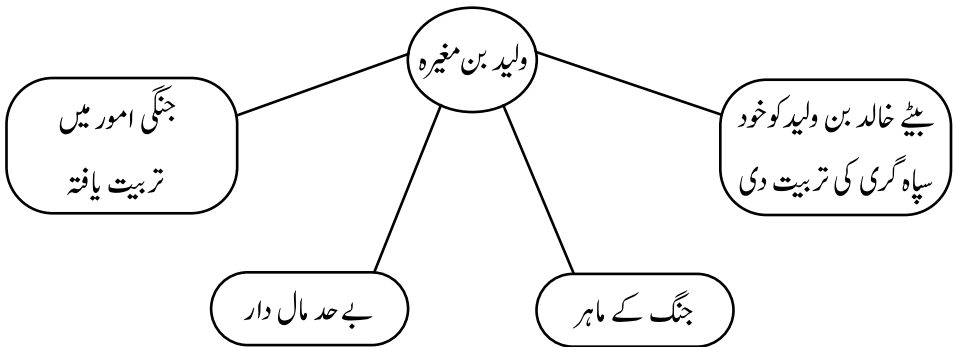 ولید بن مغیرہ
بیٹے خالد بن ولید کو خود
سپاہ گری کی تربیت دی
جنگی امور میں
تربیت یافتہ
جنگ کے ماہر
بے حد مال دار